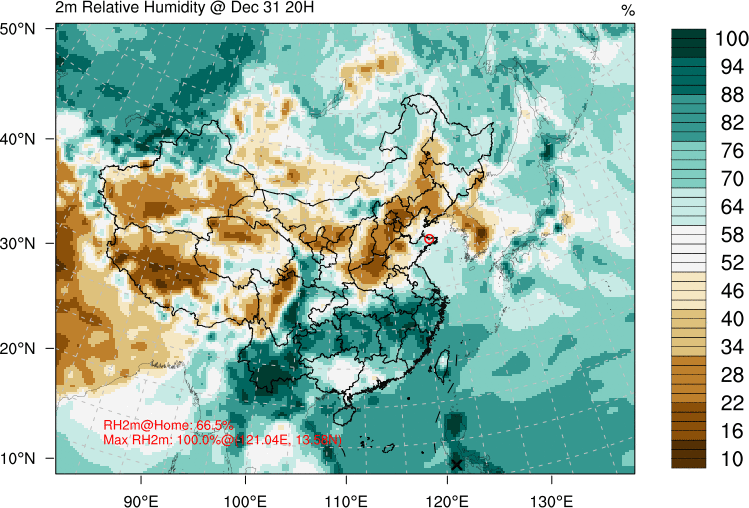 2m Relative Humidity @ Dec 31 20H
%
50°N
40°N
30°N
20°N
10°N
90°E
100°E
110°E
120°E
130°E
RH2m@Home: 66.5%
Max RH2m: 100.0%@(121.04E,
100
94
88
82
76
70
64
58
52
46
40
34
28
22
16
10